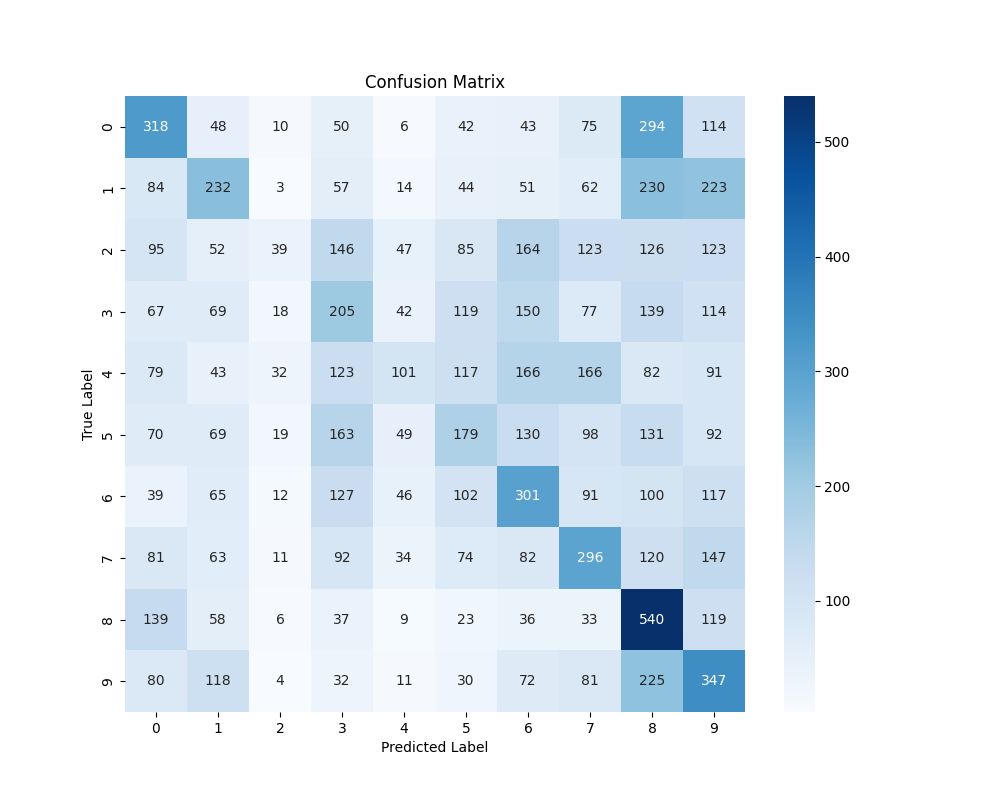 Confusion Matrix
0 318 48 10 50 6 42 43 75 294 114
1 84 232 3 57 14 44 51 62 230 223
2 95 52 39 146 47 85 164 123 126 123
3 67 69 18 205 42 119 150 77 139 114
4 79 43 32 123 101 117 166 166 82 91
5 70 69 19 163 49 179 130 98 131 92
6 39 65 12 127 46 102 301 91 100 117
7 81 63 11 92 34 74 82 296 120 147
8 139 58 6 37 9 23 36 33 540 119
9 80 118 4 32 11 30 72 81 225 347
0 1 2 3 4 5 6 7 8 9
Predicted Label
True Label
500
400
300
200
100